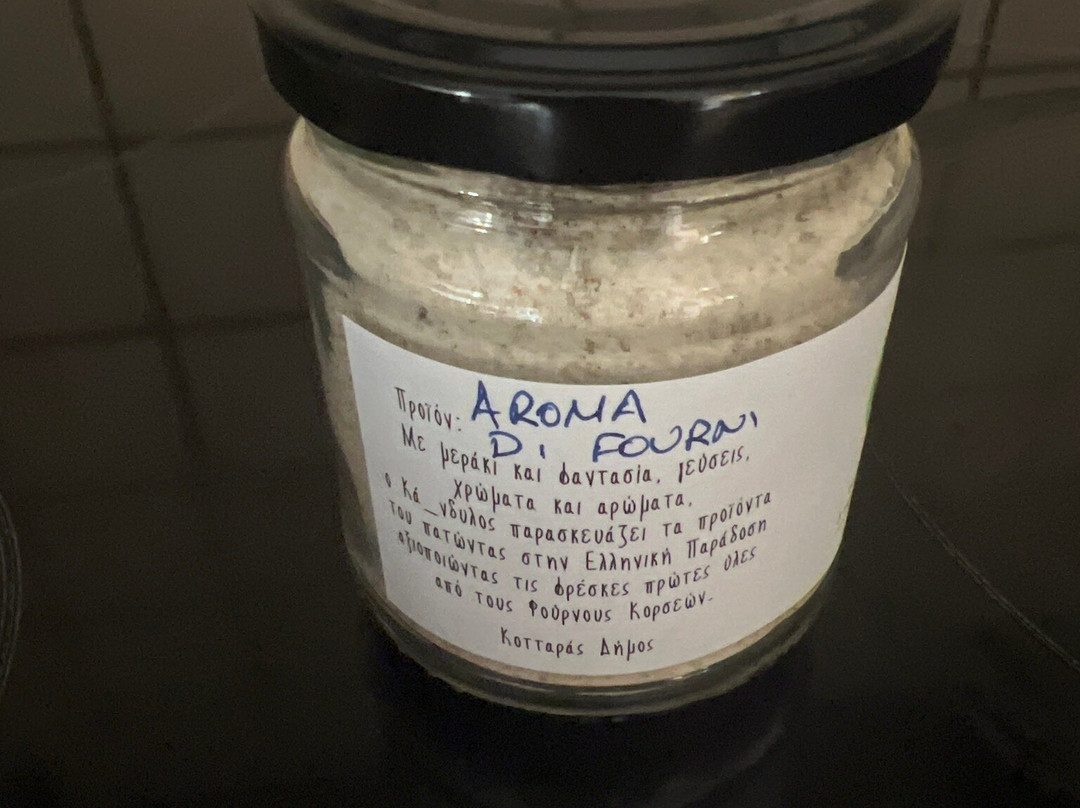 Προϊόν: AROMA
DI FOURNI
Με μεράκι και φαντασία, γεύσεις,
χρώματα και αρώματα,
ο Κά_νδυλος παρασκευάζει τα προϊόντα
του πατώντας στην Ελληνική Παράδοση
αξιοποιώντας τις φρέσκες πρώτες ύλες
από τους Φούρνους Κορσεών.
Κοτταράς Δήμος